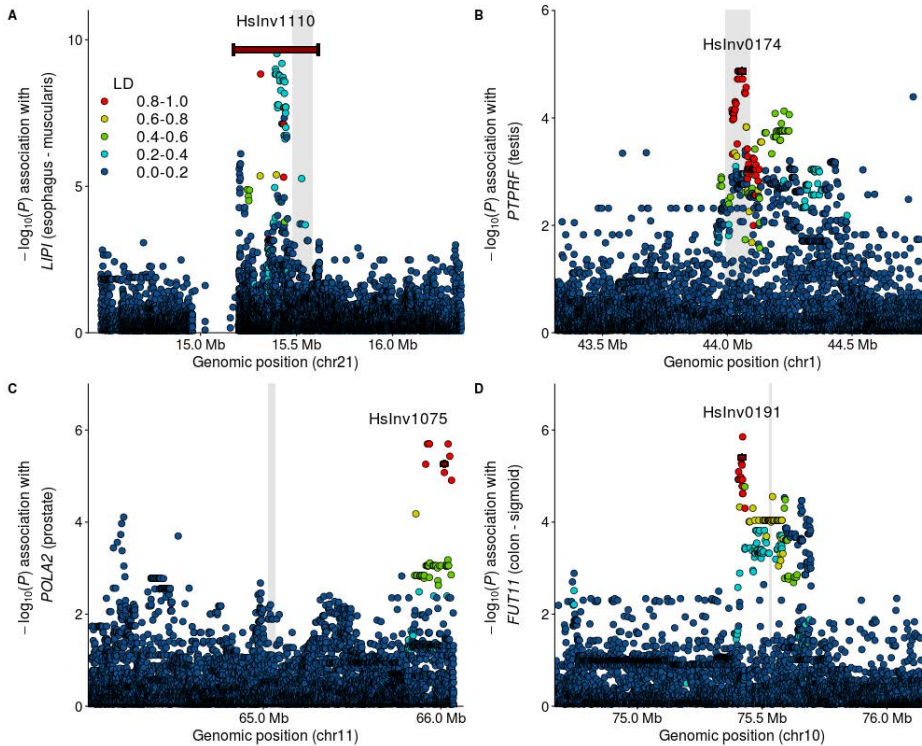 A
HsInv1110
10
5
0
LD
0.8-1.0
0.6-0.8
0.4-0.6
0.2-0.4
0.0-0.2
− log10(P) association with
LIPI (esophagus - muscularis)
15.0 Mb 15.5 Mb 16.0 Mb
Genomic position (chr21)
B
HsInv0174
6
4
2
0
− log10(P) association with
PTPRF (testis)
43.5 Mb 44.0 Mb 44.5 Mb
Genomic position (chr1)
C
HsInv1075
6
4
2
0
− log10(P) association with
POLA2 (prostate)
65.0 Mb 66.0 Mb
Genomic position (chr11)
D
HsInv0191
6
4
2
0
− log10(P) association with
FUT11 (colon - sigmoid)
75.0 Mb 75.5 Mb 76.0 Mb
Genomic position (chr10)